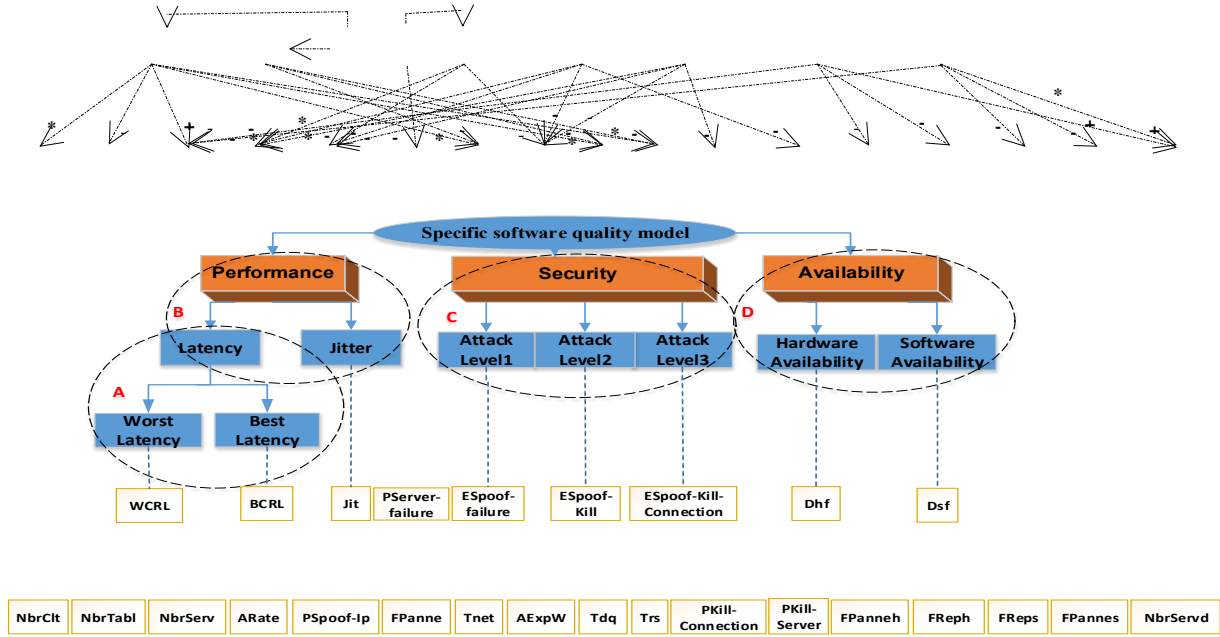 Specific software quality model
Performance
Security
Availability
B
C
D
Latency
Jitter
Attack
Level1
Attack
Level2
Attack
Level3
Hardware
Availability
Software
Availability
A
Worst
Latency
Best
Latency
WCRL
BCRL
Jit
PServer-
failure
ESpoof-
failure
ESpoof-
Kill
ESpoof-Kill-
Connection
Dhf
Dsf
NbrClt
NbrTabl
NbrServ
ARate
PSpoof-Ip
FPanne
Tnet
AExpW
Tdq
Trs
PKill-
Connection
PKill-
Server
FPanneh
FReph
FReps
FPannes
NbrServd